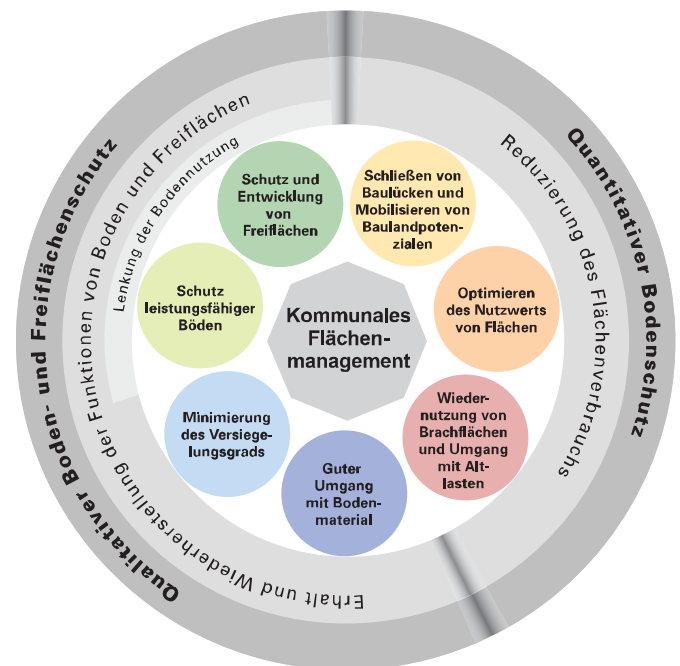 Qualitativer Boden- und Freiflächenschutz
Erhalt und Wiederherstellung der Funktionen von Boden und Freiflächen
Lenkung der Bodennutzung
Quantitativer Bodenschutz
Reduzierung des Flächenverbrauchs
Schutz und
Entwicklung
von
Freiflächen
Schließen von
Baulücken und
Mobilisieren von
Baulandpoten-
zialen
Schutz
leistungsfähiger
Böden
Kommunales
Flächen-
management
Optimieren
des Nutzwerts
von Flächen
Minimierung
des Versiege-
lungsgrads
Guter
Umgang
mit Boden-
material
Wieder-
nutzung von
Brachflächen
und Umgang
mit Alt-
lasten